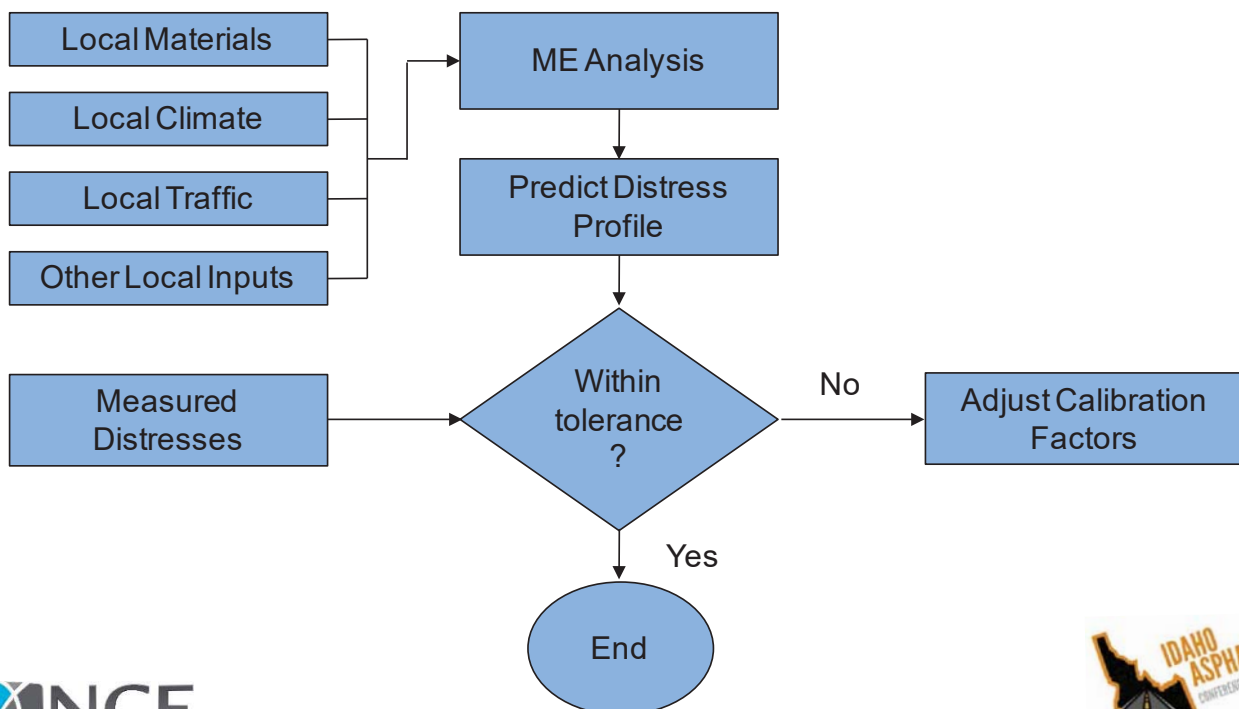 Local Materials
ME Analysis
Local Climate
Predict Distress
Profile
Local Traffic
Other Local Inputs
Measured
Distresses
Within
tolerance
?
No
Adjust Calibration
Factors
Yes
End
NCE
IDAHO